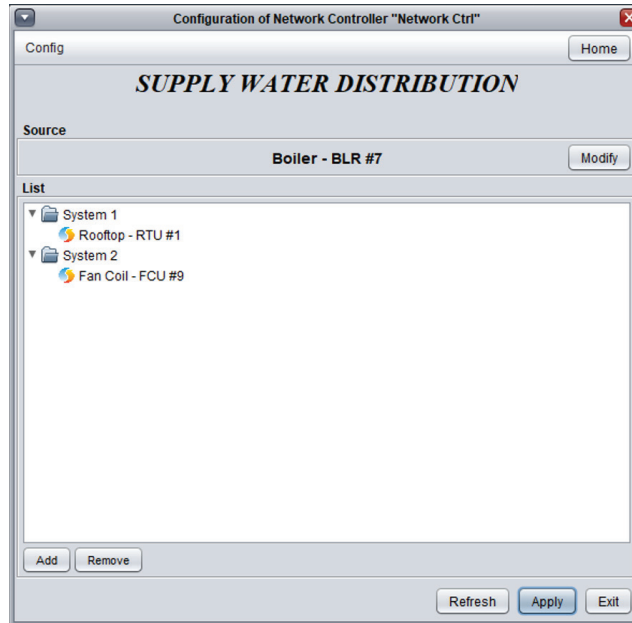 Configuration of Network Controller "Network Ctrl"
Config
Home
SUPPLY WATER DISTRIBUTION
Source
Boiler - BLR #7
Modify
List
System 1
Rooftop - RTU #1
System 2
Fan Coil - FCU #9
Add
Remove
Refresh
Apply
Exit